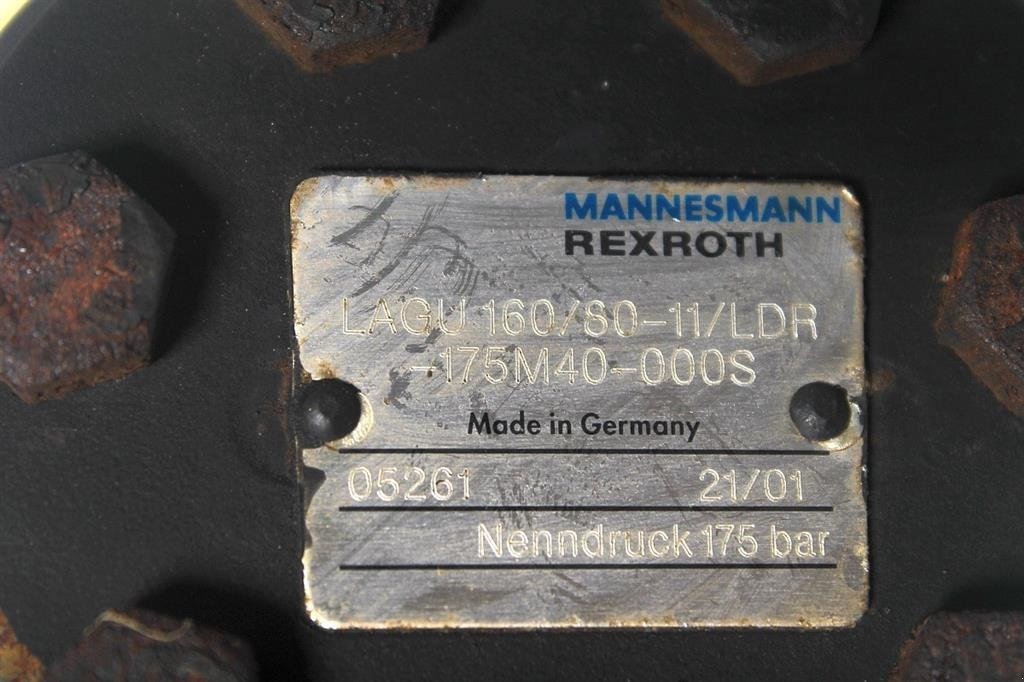 MANNESMANN
REXROTH
LAGU 160/80-11/LDR
-175M40-000S
Made in Germany
05261 21/01
Nenndruck 175 bar